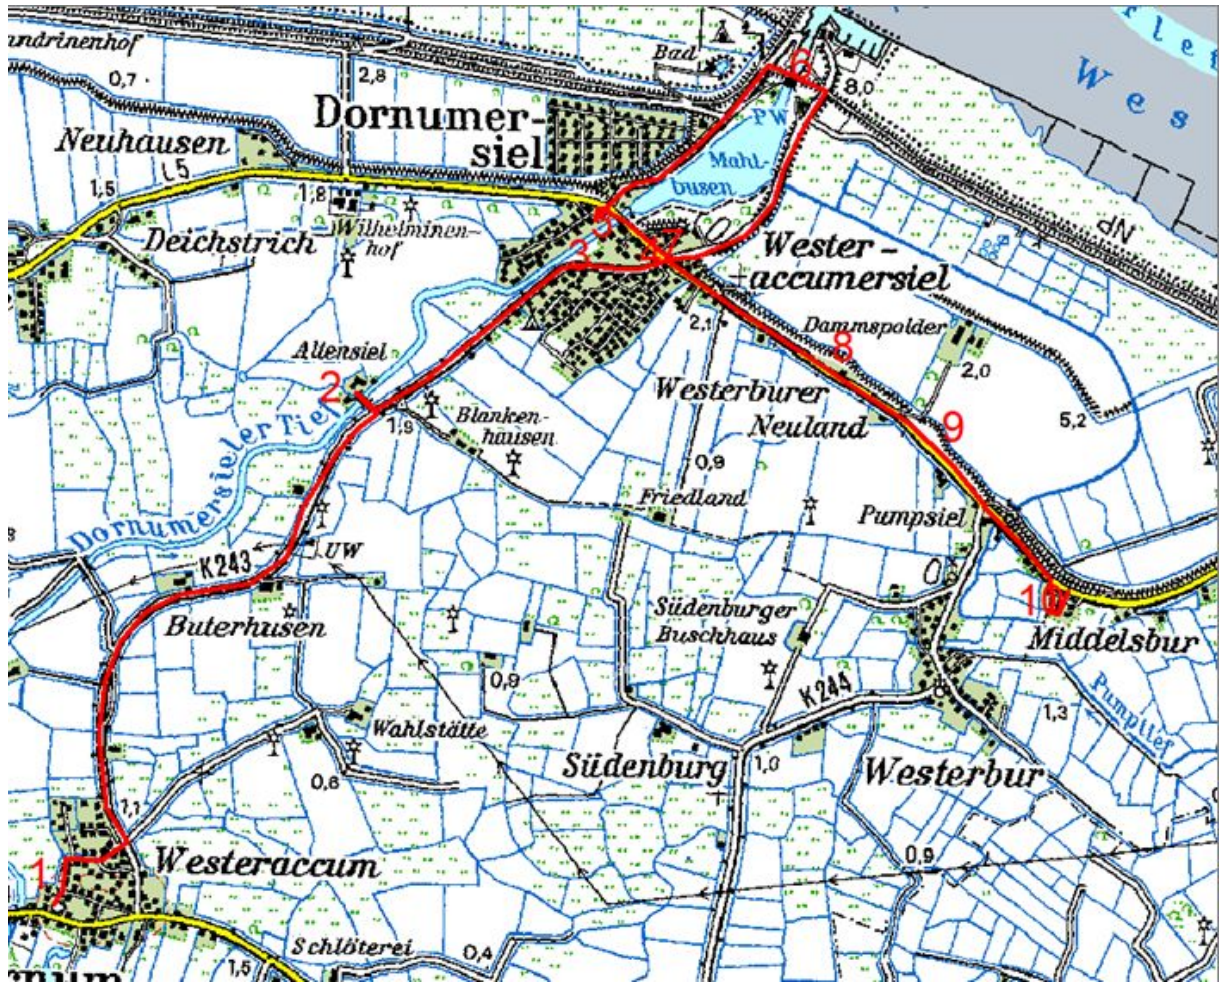 andrinenhof
0,7
2,8
Bad
6
8,0
rlet
Wes
Dornumer-
siel
PW
Mahl-
busen
Neuhausen
L5
1,5
1,8
Wilhelminen-
hof
Deichstrich
3
5
Wester-
accumersiel
NP
2,1
Dammspolder
8
2,0
Altensiel
2
Westerburer
Neuland
9
5,2
1,9
Blanken-
hausen
0,9
Dornumersieler Tief
Friedland
Pumpsiel
K243
UW
Buterhusen
Südenburger
Buschhaus
10
Middelsbur
0,9
K244
Pumptief
1,3
Wahlstätte
0,6
Südenburg
1,0
Westerbur
1,1
1
Westeraccum
0,9
Schlöterei
0,4
1,5
rnum